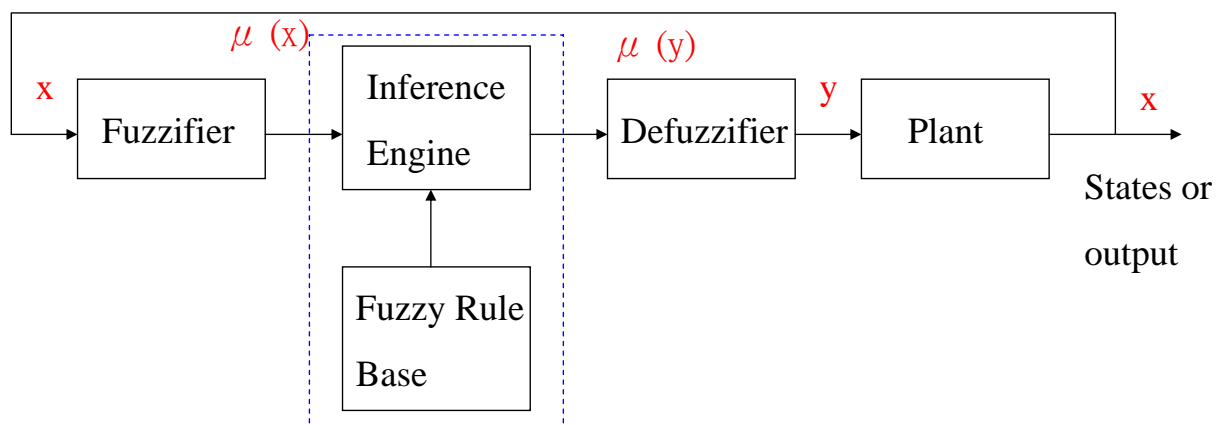 μ (x)
μ (y)
x
Fuzzifier
Inference
Engine
Defuzzifier
y
Plant
x
States or
output
Fuzzy Rule
Base